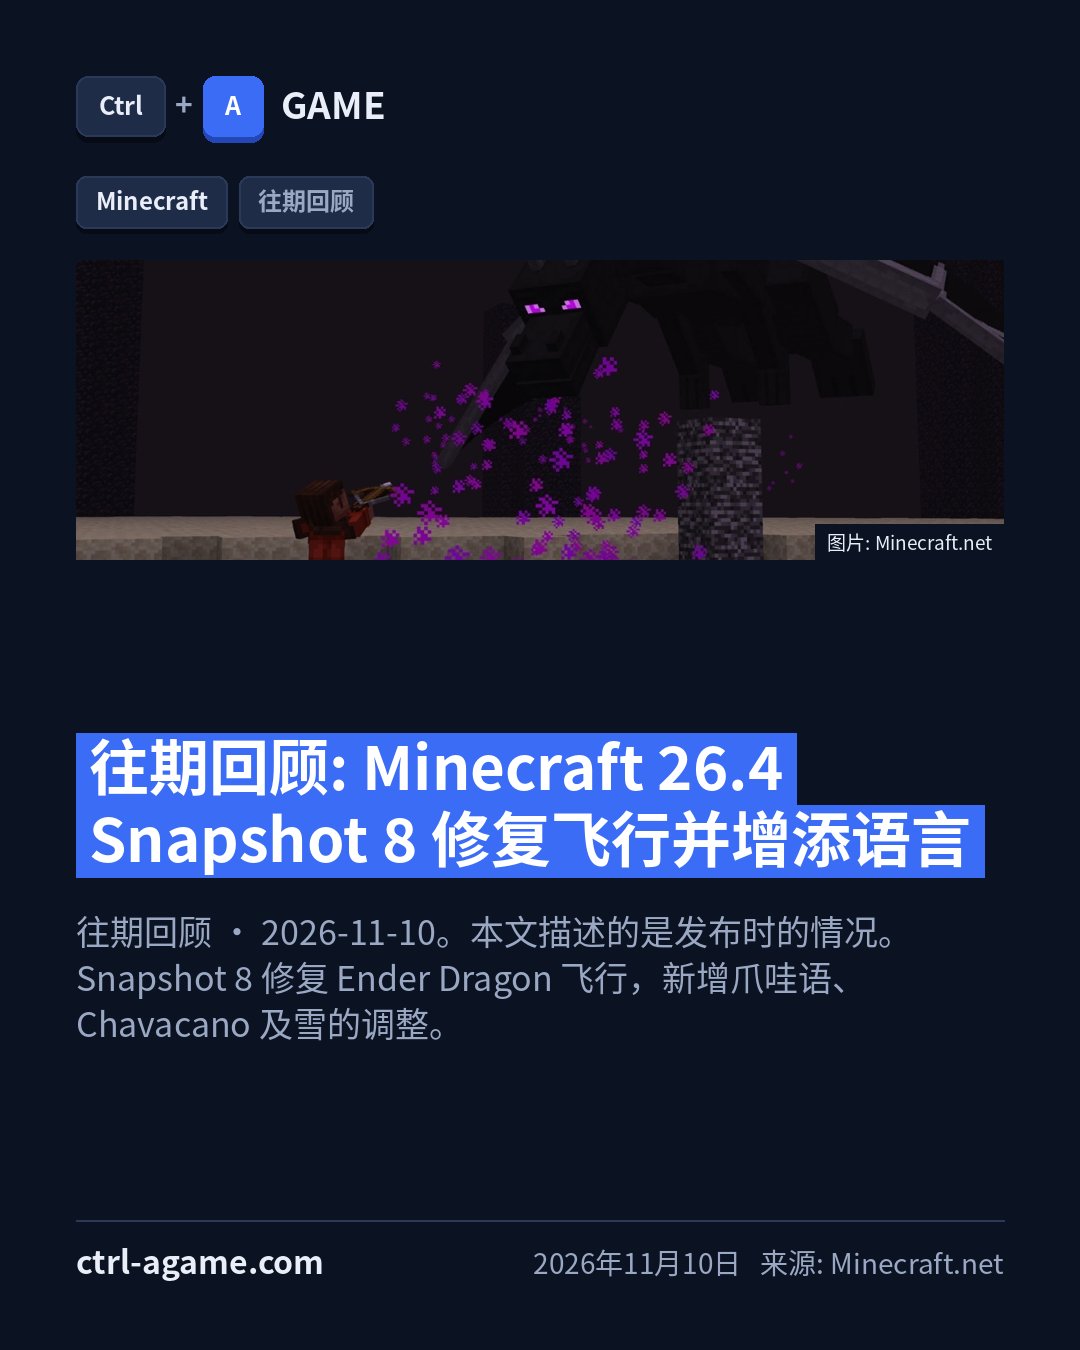 Ctrl + A GAME
Minecraft 往期回顾
图片: Minecraft.net
往期回顾: Minecraft 26.4
Snapshot 8 修复飞行并增添语言
往期回顾 · 2026-11-10。本文描述的是发布时的情况。
Snapshot 8 修复 Ender Dragon 飞行，新增爪哇语、
Chavacano 及雪的调整。
ctrl-agame.com 2026年11月10日 来源: Minecraft.net